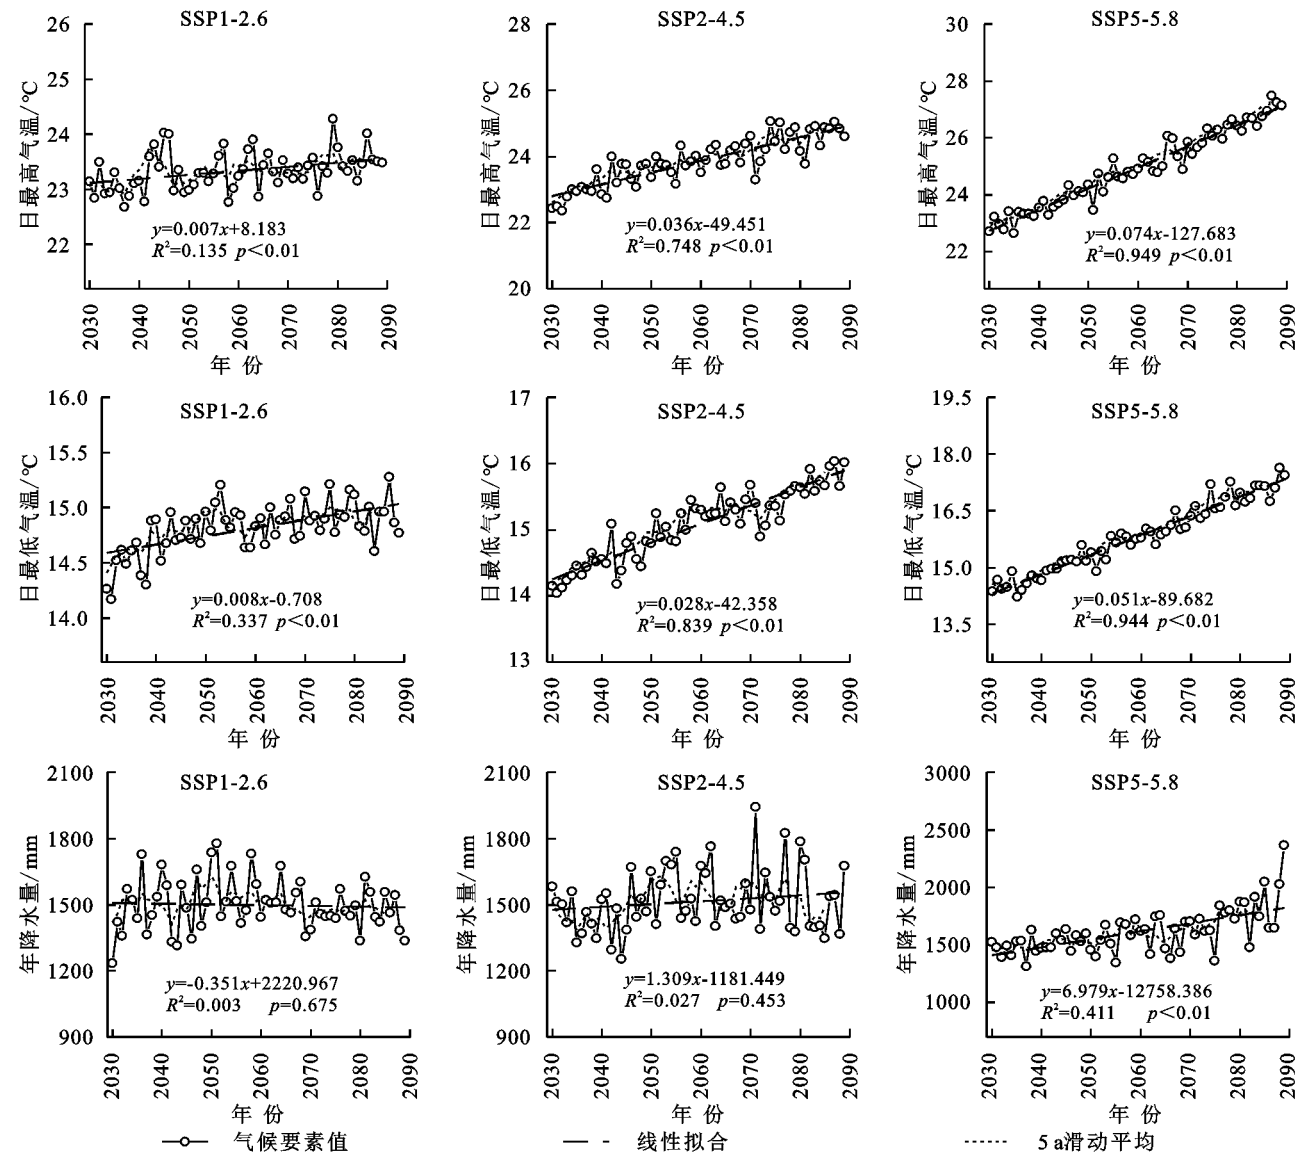 SSP1-2.6
26
25
24
23
22
日最高气温/℃
y=0.007x+8.183
R²=0.135 p<0.01
2030 2040 2050 2060 2070 2080 2090
年 份
SSP2-4.5
28
26
24
22
20
日最高气温/℃
y=0.036x-49.451
R²=0.748 p<0.01
2030 2040 2050 2060 2070 2080 2090
年 份
SSP5-5.8
30
28
26
24
22
日最高气温/℃
y=0.074x-127.683
R²=0.949 p<0.01
2030 2040 2050 2060 2070 2080 2090
年 份
SSP1-2.6
16.0
15.5
15.0
14.5
14.0
日最低气温/℃
y=0.008x-0.708
R²=0.337 p<0.01
2030 2040 2050 2060 2070 2080 2090
年 份
SSP2-4.5
17
16
15
14
13
日最低气温/℃
y=0.028x-42.358
R²=0.839 p<0.01
2030 2040 2050 2060 2070 2080 2090
年 份
SSP5-5.8
19.5
18.0
16.5
15.0
13.5
日最低气温/℃
y=0.051x-89.682
R²=0.944 p<0.01
2030 2040 2050 2060 2070 2080 2090
年 份
SSP1-2.6
2100
1800
1500
1200
900
年降水量/mm
y=-0.351x+2220.967
R²=0.003 p=0.675
2030 2040 2050 2060 2070 2080 2090
年 份
SSP2-4.5
2100
1800
1500
1200
900
年降水量/mm
y=1.309x-1181.449
R²=0.027 p=0.453
2030 2040 2050 2060 2070 2080 2090
年 份
SSP5-5.8
3000
2500
2000
1500
1000
年降水量/mm
y=6.979x-12758.386
R²=0.411 p<0.01
2030 2040 2050 2060 2070 2080 2090
年 份
气候要素值 线性拟合 5 a滑动平均